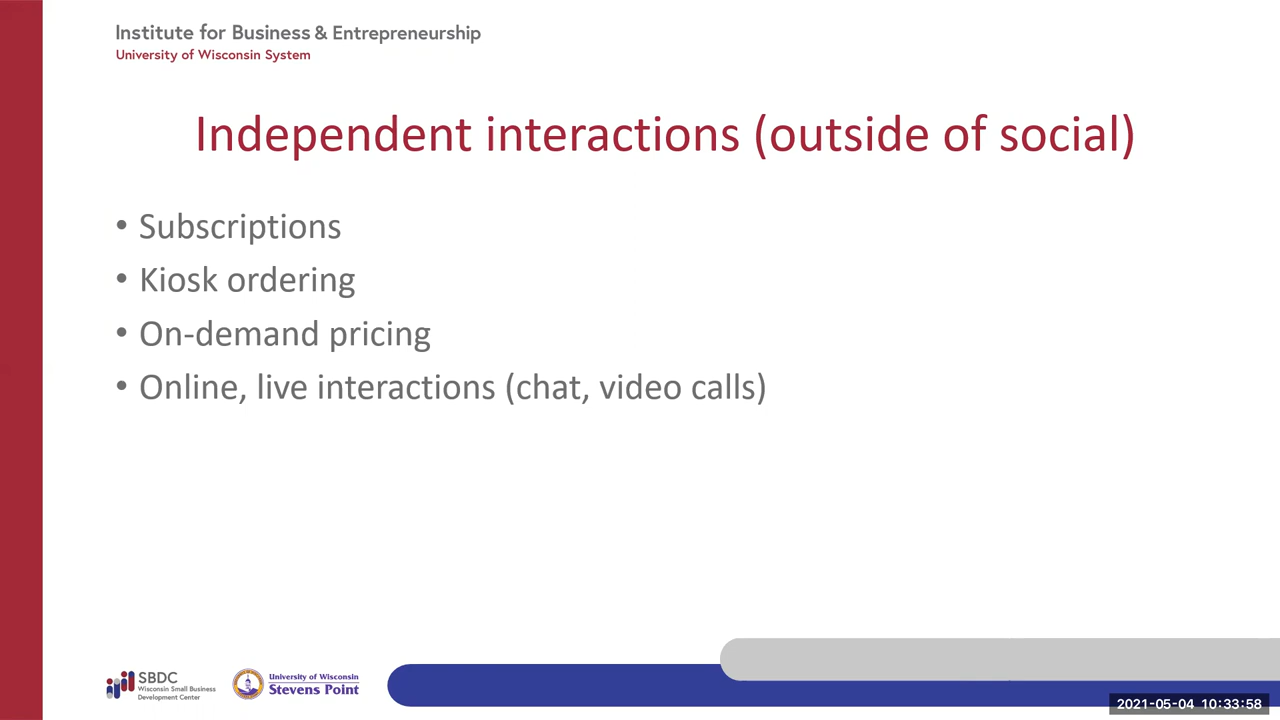 Institute for Business & Entrepreneurship
University of Wisconsin System
Independent interactions (outside of social)
• Subscriptions
• Kiosk ordering
• On-demand pricing
• Online, live interactions (chat, video calls)
SBDC
Wisconsin Small Business
Development Center
University of Wisconsin
Stevens Point
2021-05-04 10:33:58